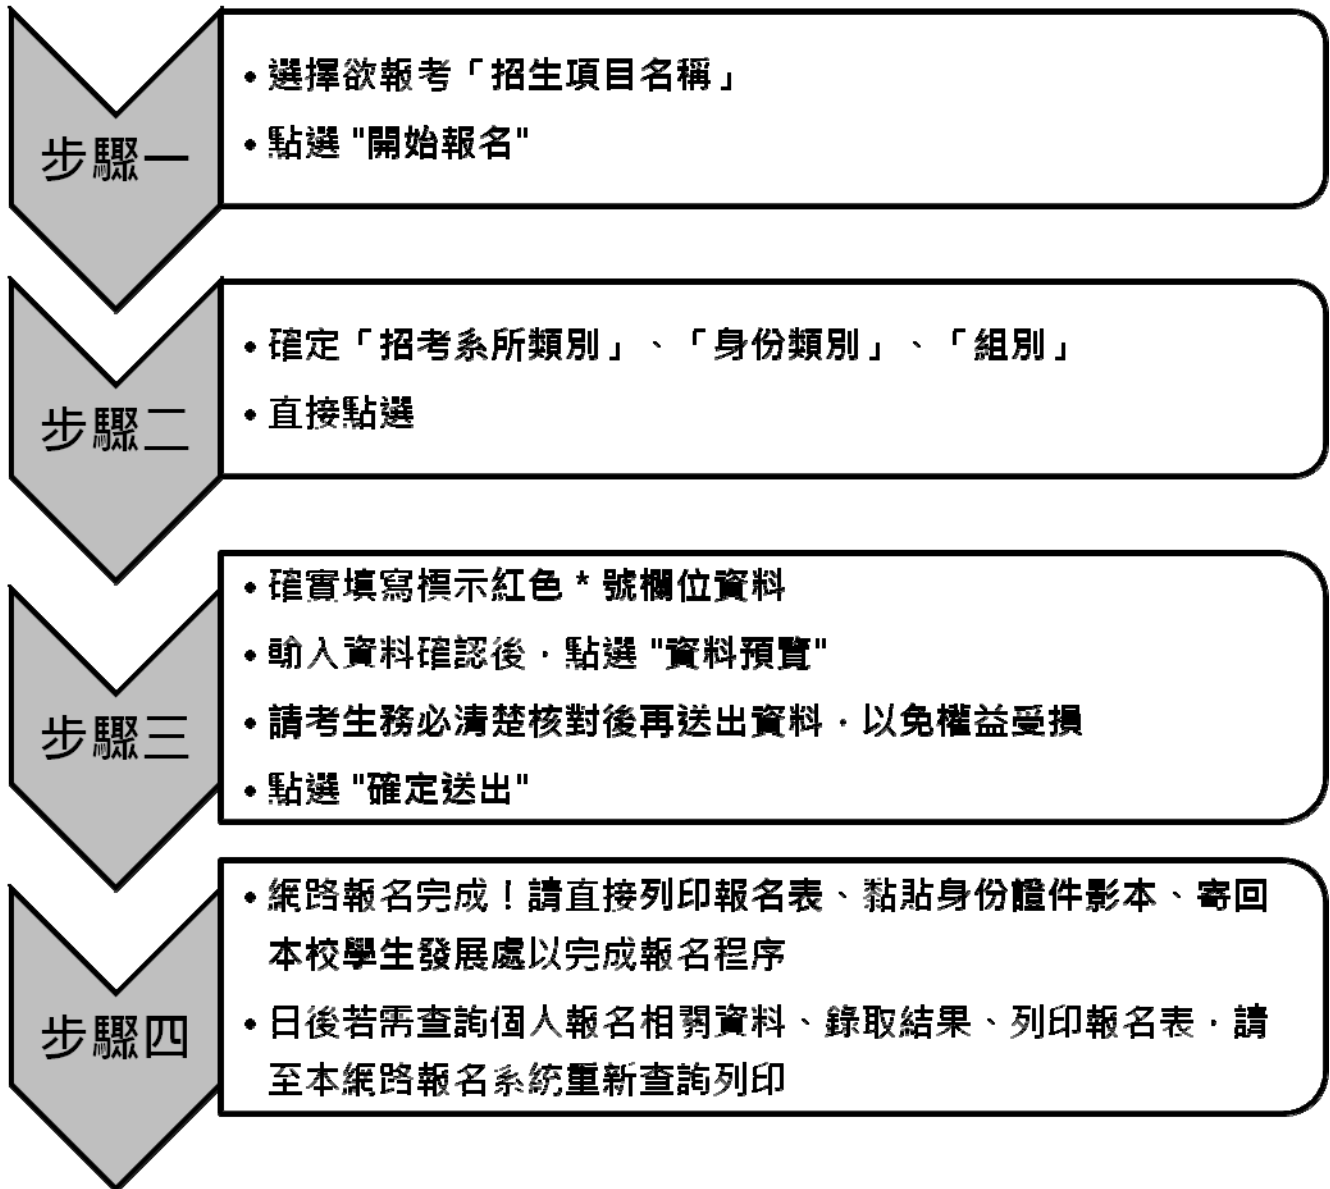 步驟一
• 選擇欲報考「招生項目名稱」
• 點選 "開始報名"
步驟二
• 確定「招考系所類別」、「身份類別」、「組別」
• 直接點選
步驟三
• 確實填寫標示紅色 * 號欄位資料
• 輸入資料確認後，點選 "資料預覽"
• 請考生務必清楚核對後再送出資料，以免權益受損
• 點選 "確定送出"
步驟四
• 網路報名完成！請直接列印報名表、黏貼身份證件影本、寄回
本校學生發展處以完成報名程序
• 日後若需查詢個人報名相關資料、錄取結果、列印報名表，請
至本網路報名系統重新查詢列印